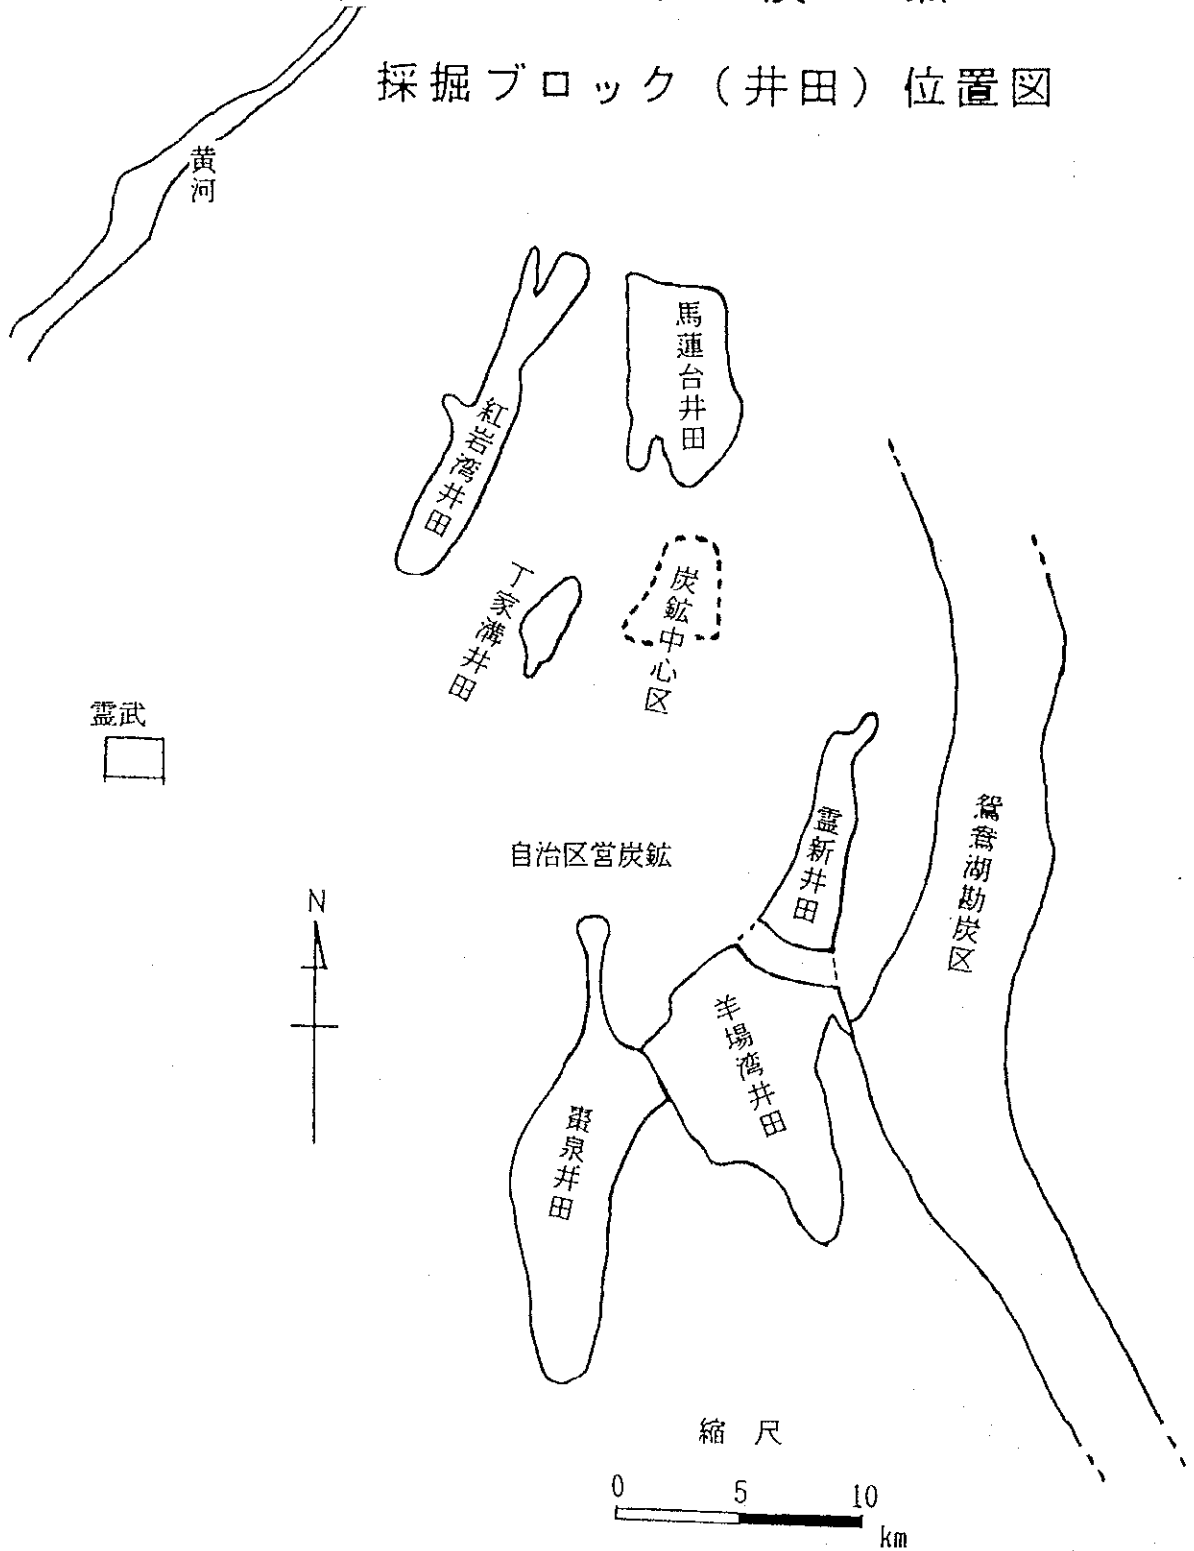 採掘ブロック（井田）位置図
黄河
馬蓮台井田
紅岩湾井田
丁家溝井田
炭鉱中心区
霊武
霊新井田
鴛鴦湖勘炭区
自治区営炭鉱
N
羊場湾井田
棗泉井田
縮尺
0 5 10
km